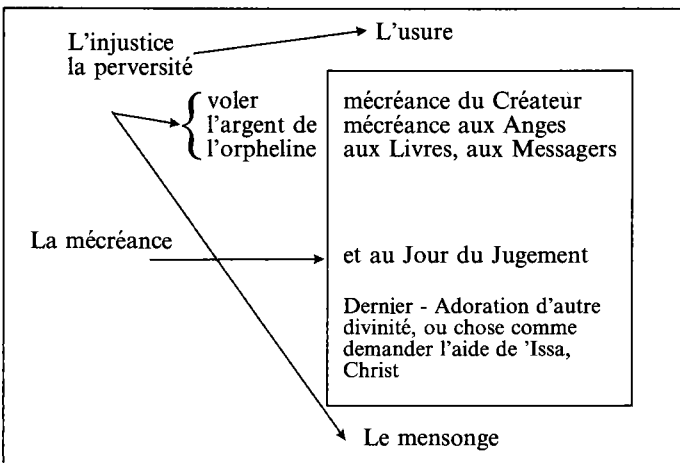 L'injustice
la perversité
L'usure
voler
l'argent de
l'orpheline
mécréance du Créateur
mécréance aux Anges
aux Livres, aux Messagers
La mécréance
et au Jour du Jugement
Dernier - Adoration d'autre
divinité, ou chose comme
demander l'aide de 'Issa,
Christ
Le mensonge